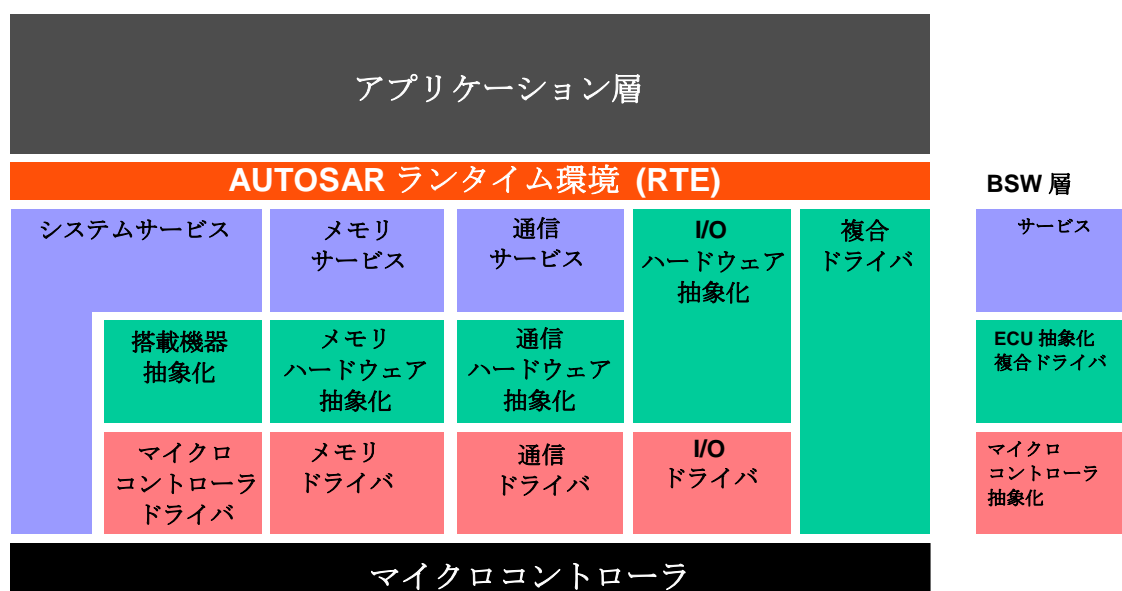 アプリケーション層
AUTOSAR ランタイム環境 (RTE)
システムサービス
メモリ
サービス
通信
サービス
I/O
ハードウェア
抽象化
複合
ドライバ
搭載機器
抽象化
メモリ
ハードウェア
抽象化
通信
ハードウェア
抽象化
マイクロ
コントローラ
ドライバ
メモリ
ドライバ
通信
ドライバ
I/O
ドライバ
マイクロコントローラ
BSW 層
サービス
ECU 抽象化
複合ドライバ
マイクロ
コントローラ
抽象化